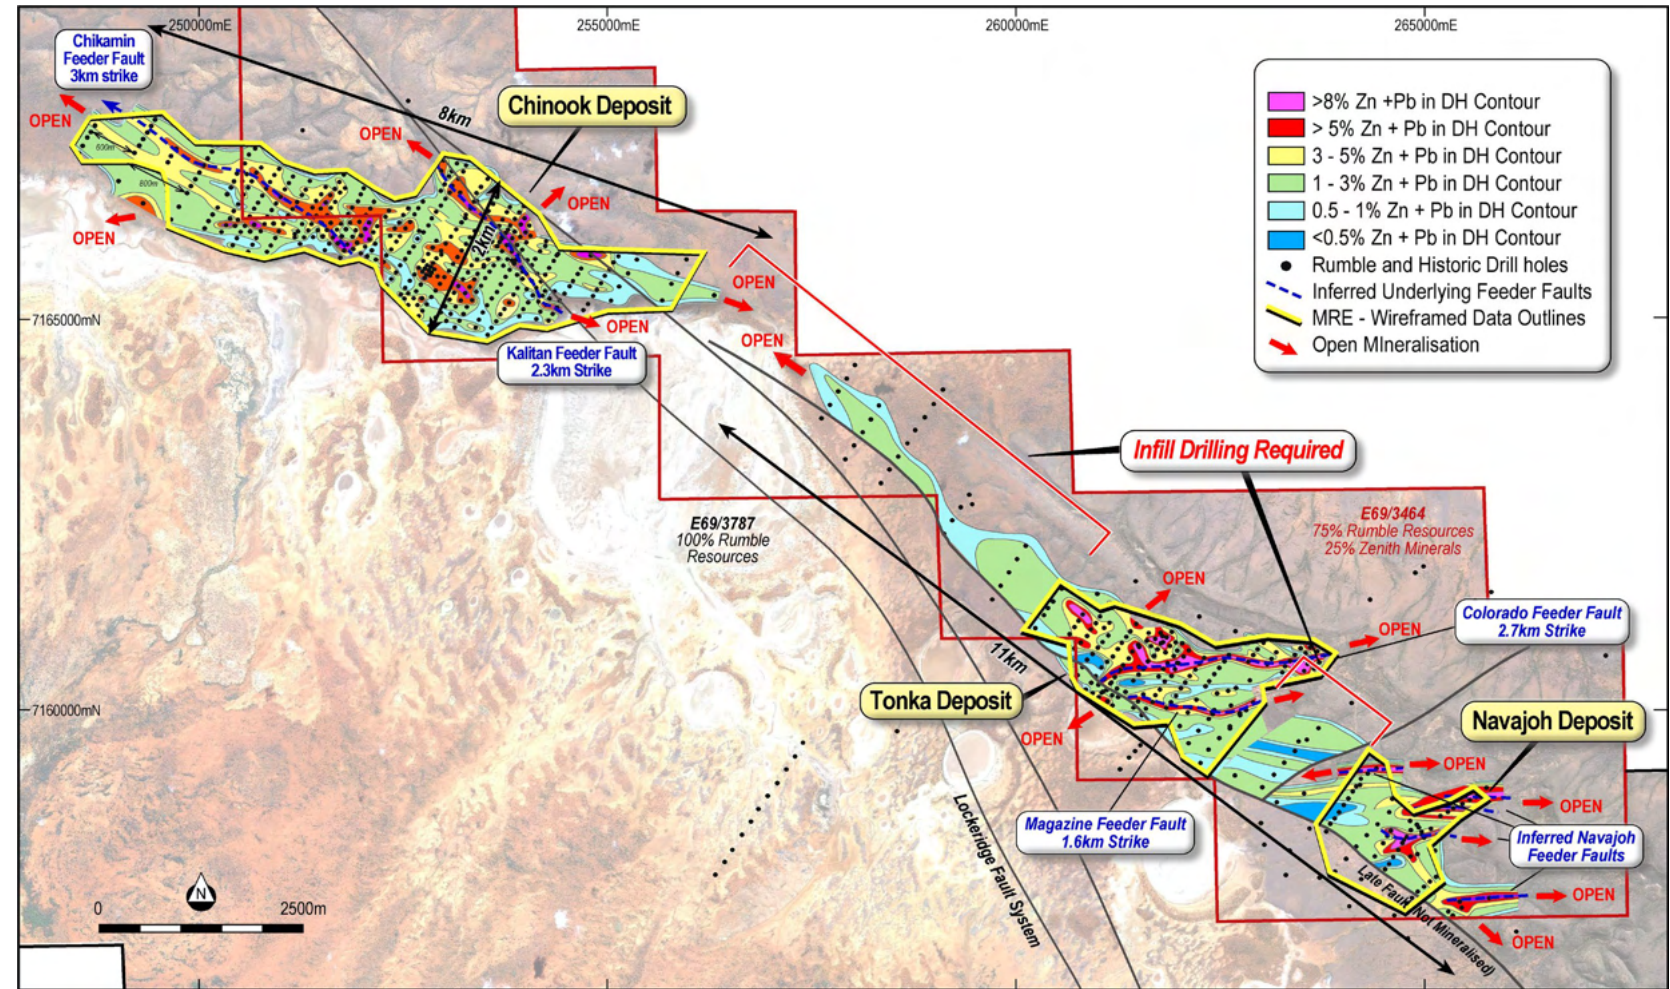 250000mE
255000mE
260000mE
265000mE
Chikamin
Feeder Fault
3km strike
OPEN
8km
Chinook Deposit
OPEN
600m
800m
OPEN
OPEN
2km
OPEN
OPEN
7165000mN
Kalitan Feeder Fault
2.3km Strike
OPEN
>8% Zn +Pb in DH Contour
> 5% Zn + Pb in DH Contour
3 - 5% Zn + Pb in DH Contour
1 - 3% Zn + Pb in DH Contour
0.5 - 1% Zn + Pb in DH Contour
<0.5% Zn + Pb in DH Contour
Rumble and Historic Drill holes
Inferred Underlying Feeder Faults
MRE - Wireframed Data Outlines
Open MIneralisation
Infill Drilling Required
E69/3787
100% Rumble
Resources
E69/3464
75% Rumble Resources
25% Zenith Minerals
OPEN
Colorado Feeder Fault
2.7km Strike
OPEN
11km
Tonka Deposit
7160000mN
OPEN
Navajoh Deposit
OPEN
OPEN
Magazine Feeder Fault
1.6km Strike
Inferred Navajoh
Feeder Faults
Lockeridge Fault System
Late Fault (Not Mineralised)
OPEN
OPEN
N
0 2500m